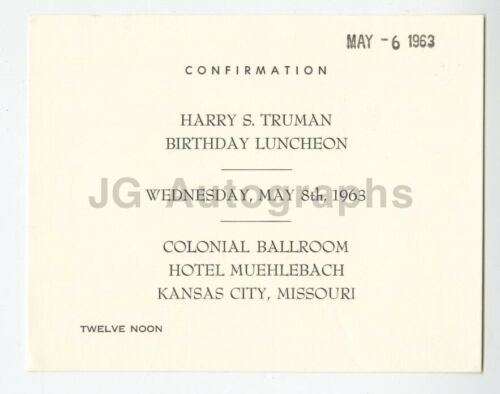 MAY - 6 1963
CONFIRMATION
HARRY S. TRUMAN
BIRTHDAY LUNCHEON
JG Autographs
WEDNESDAY, MAY 8th, 1963
COLONIAL BALLROOM
HOTEL MUEHLEBACH
KANSAS CITY, MISSOURI
TWELVE NOON